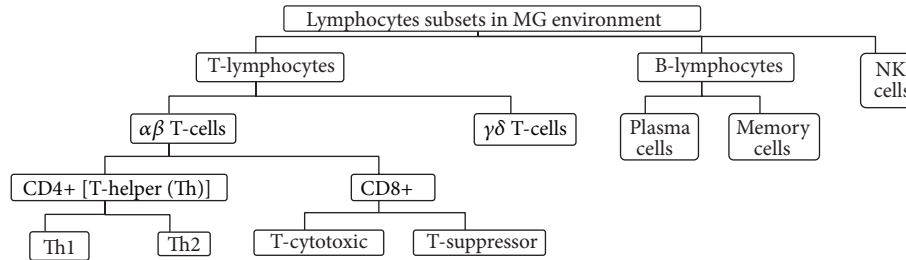 Lymphocytes subsets in MG environment
T-lymphocytes
B-lymphocytes
NK
cells
αβ T-cells
γδ T-cells
Plasma
cells
Memory
cells
CD4+ [T-helper (Th)]
CD8+
Th1
Th2
T-cytotoxic
T-suppressor